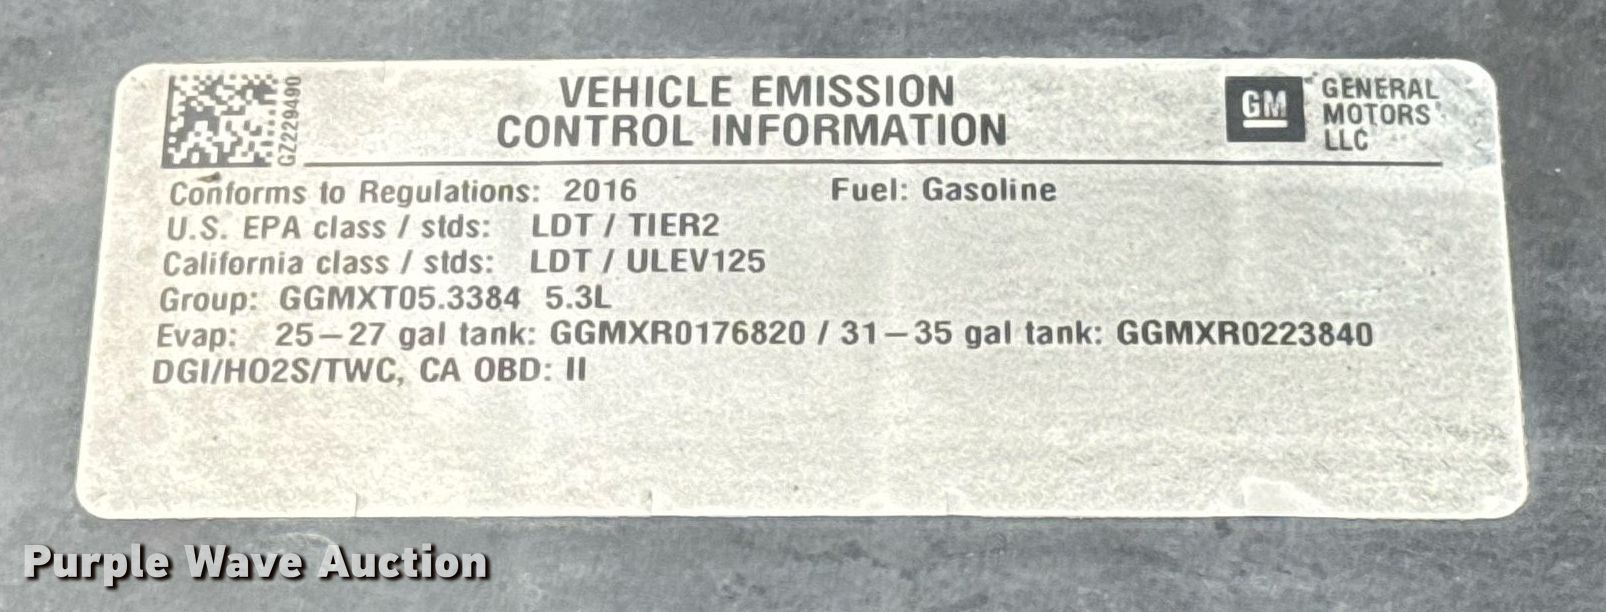 GZ229490
VEHICLE EMISSION
CONTROL INFORMATION
GM
GENERAL
MOTORS
LLC
Conforms to Regulations: 2016 Fuel: Gasoline
U.S. EPA class / stds: LDT / TIER2
California class / stds: LDT / ULEV125
Group: GGMXT05.3384 5.3L
Evap: 25–27 gal tank: GGMXR0176820 / 31–35 gal tank: GGMXR0223840
DGI/HO2S/TWC, CA OBD: II
Purple Wave Auction